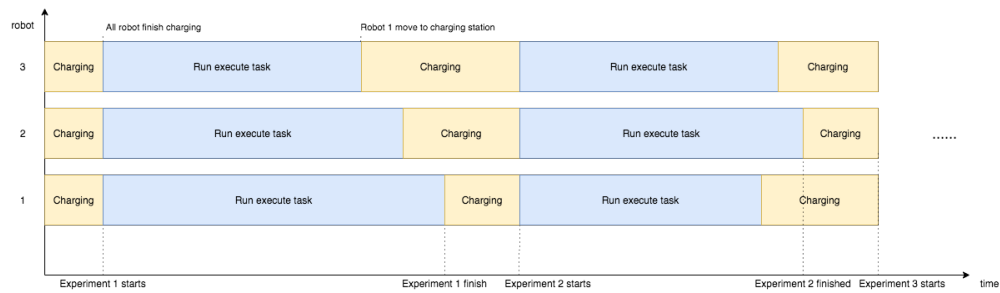 robot
All robot finish charging
Robot 1 move to charging station
3
Charging
Run execute task
Charging
Run execute task
Charging
2
Charging
Run execute task
Charging
Run execute task
Charging
......
1
Charging
Run execute task
Charging
Run execute task
Charging
Experiment 1 starts
Experiment 1 finish
Experiment 2 starts
Experiment 2 finished
Experiment 3 starts
time